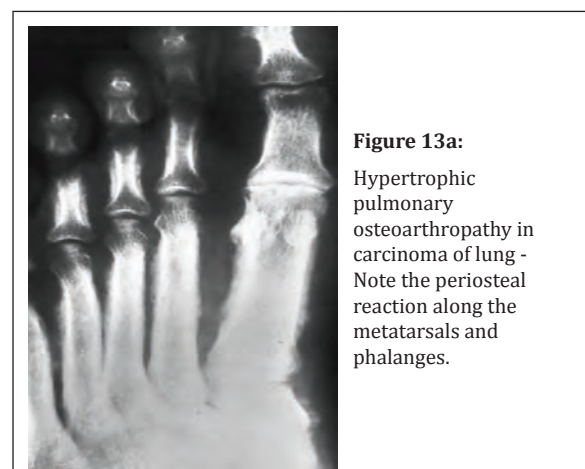 Figure 13a:
Hypertrophic
pulmonary
osteoarthropathy in
carcinoma of lung -
Note the periosteal
reaction along the
metatarsals and
phalanges.